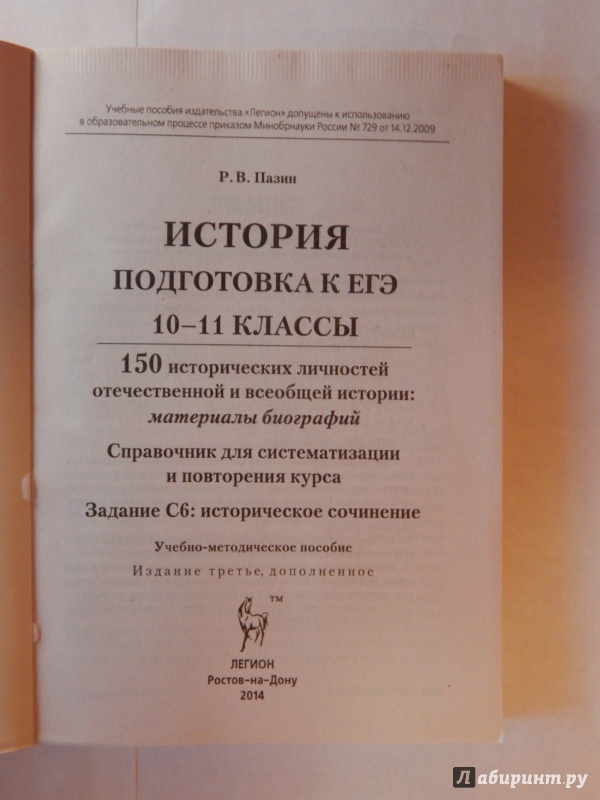 Учебные пособия издательства «Легион» допущены к использованию
в образовательном процессе приказом Минобрнауки России № 729 от 14.12.2009
Р. В. Пазин
ИСТОРИЯ
ПОДГОТОВКА К ЕГЭ
10–11 КЛАССЫ
150 исторических личностей
отечественной и всеобщей истории:
материалы биографий
Справочник для систематизации
и повторения курса
Задание С6: историческое сочинение
Учебно-методическое пособие
Издание третье, дополненное
TM
ЛЕГИОН
Ростов-на-Дону
2014
Лабиринт.ру